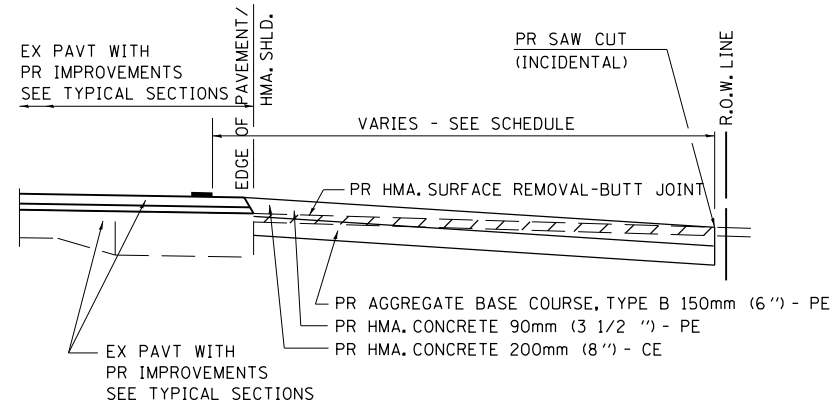 EX PAVT WITH
PR IMPROVEMENTS
SEE TYPICAL SECTIONS
EDGE OF PAVEMENT/
HMA. SHLD.
PR SAW CUT
(INCIDENTAL)
R.O.W. LINE
VARIES - SEE SCHEDULE
PR HMA. SURFACE REMOVAL-BUTT JOINT
PR AGGREGATE BASE COURSE, TYPE B 150mm (6") - PE
PR HMA. CONCRETE 90mm (3 1/2 ") - PE
PR HMA. CONCRETE 200mm (8") - CE
EX PAVT WITH
PR IMPROVEMENTS
SEE TYPICAL SECTIONS